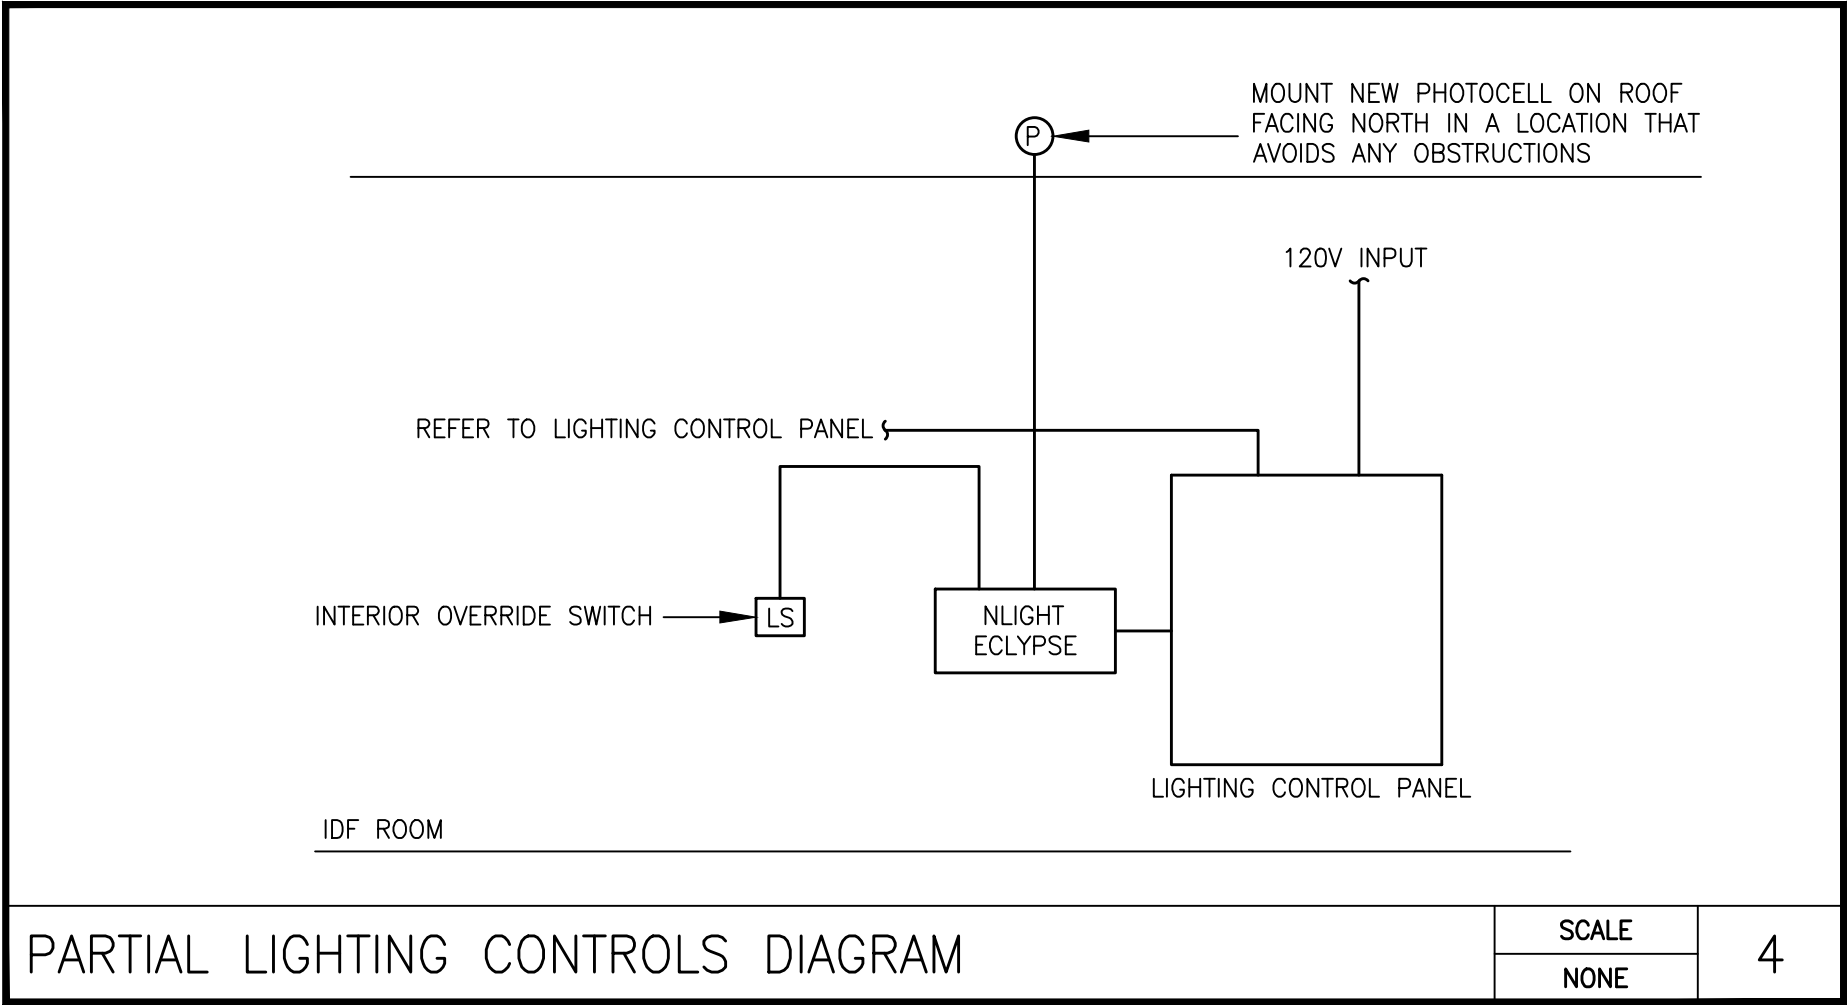 MOUNT NEW PHOTOCELL ON ROOF
FACING NORTH IN A LOCATION THAT
AVOIDS ANY OBSTRUCTIONS
P
120V INPUT
REFER TO LIGHTING CONTROL PANEL
INTERIOR OVERRIDE SWITCH
LS
NLIGHT
ECLYPSE
LIGHTING CONTROL PANEL
IDF ROOM
PARTIAL LIGHTING CONTROLS DIAGRAM
SCALE
NONE
4